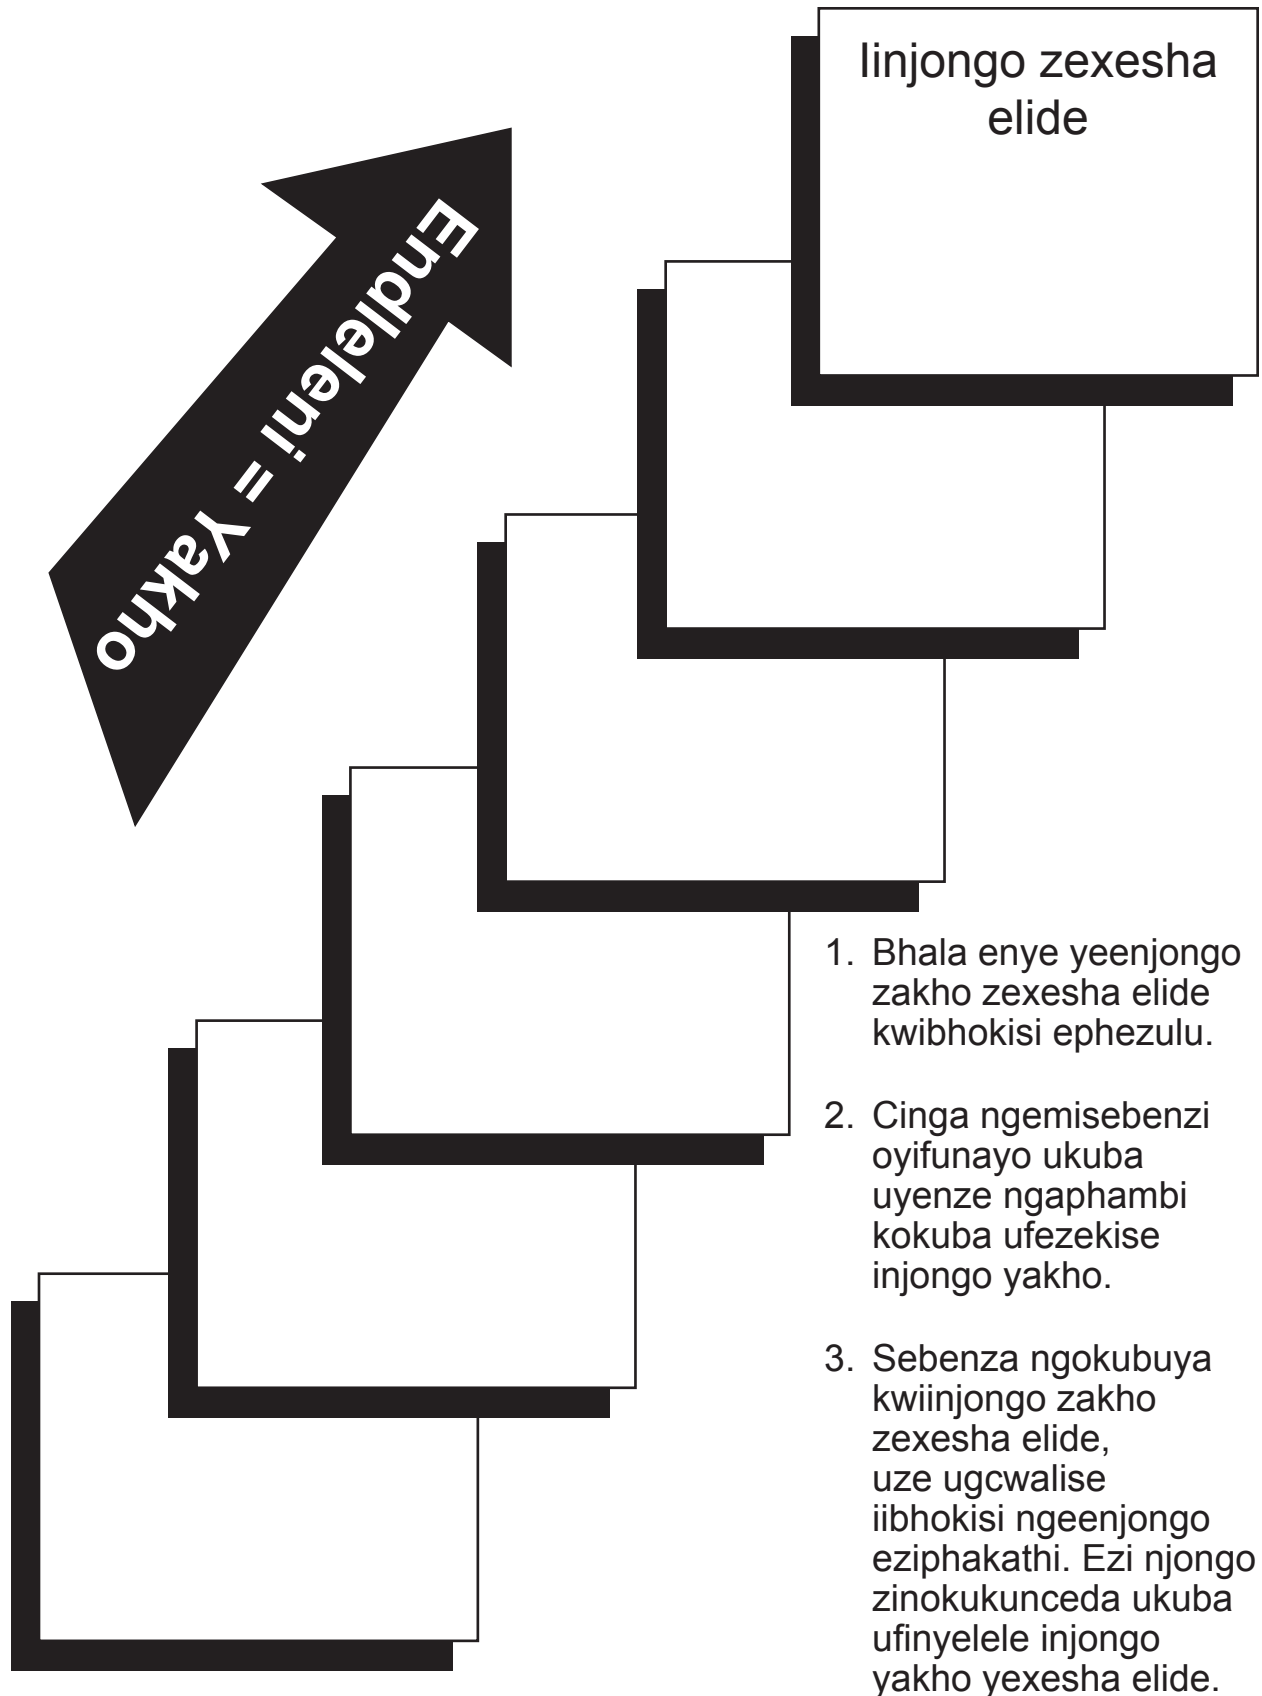 Iinjongo zexesha
elide
Endleleni = Yakho
1. Bhala enye yeenjongo
zakho zexesha elide
kwibhokisi ephezulu.
2. Cinga ngemisebenzi
oyifunayo ukuba
uyenze ngaphambi
kokuba ufezekise
injongo yakho.
3. Sebenza ngokubuya
kwiinjongo zakho
zexesha elide,
uze ugcwalise
iibhokisi ngeenjongo
eziphakathi. Ezi njongo
zinokukunceda ukuba
ufinyelele injongo
yakho yexesha elide.